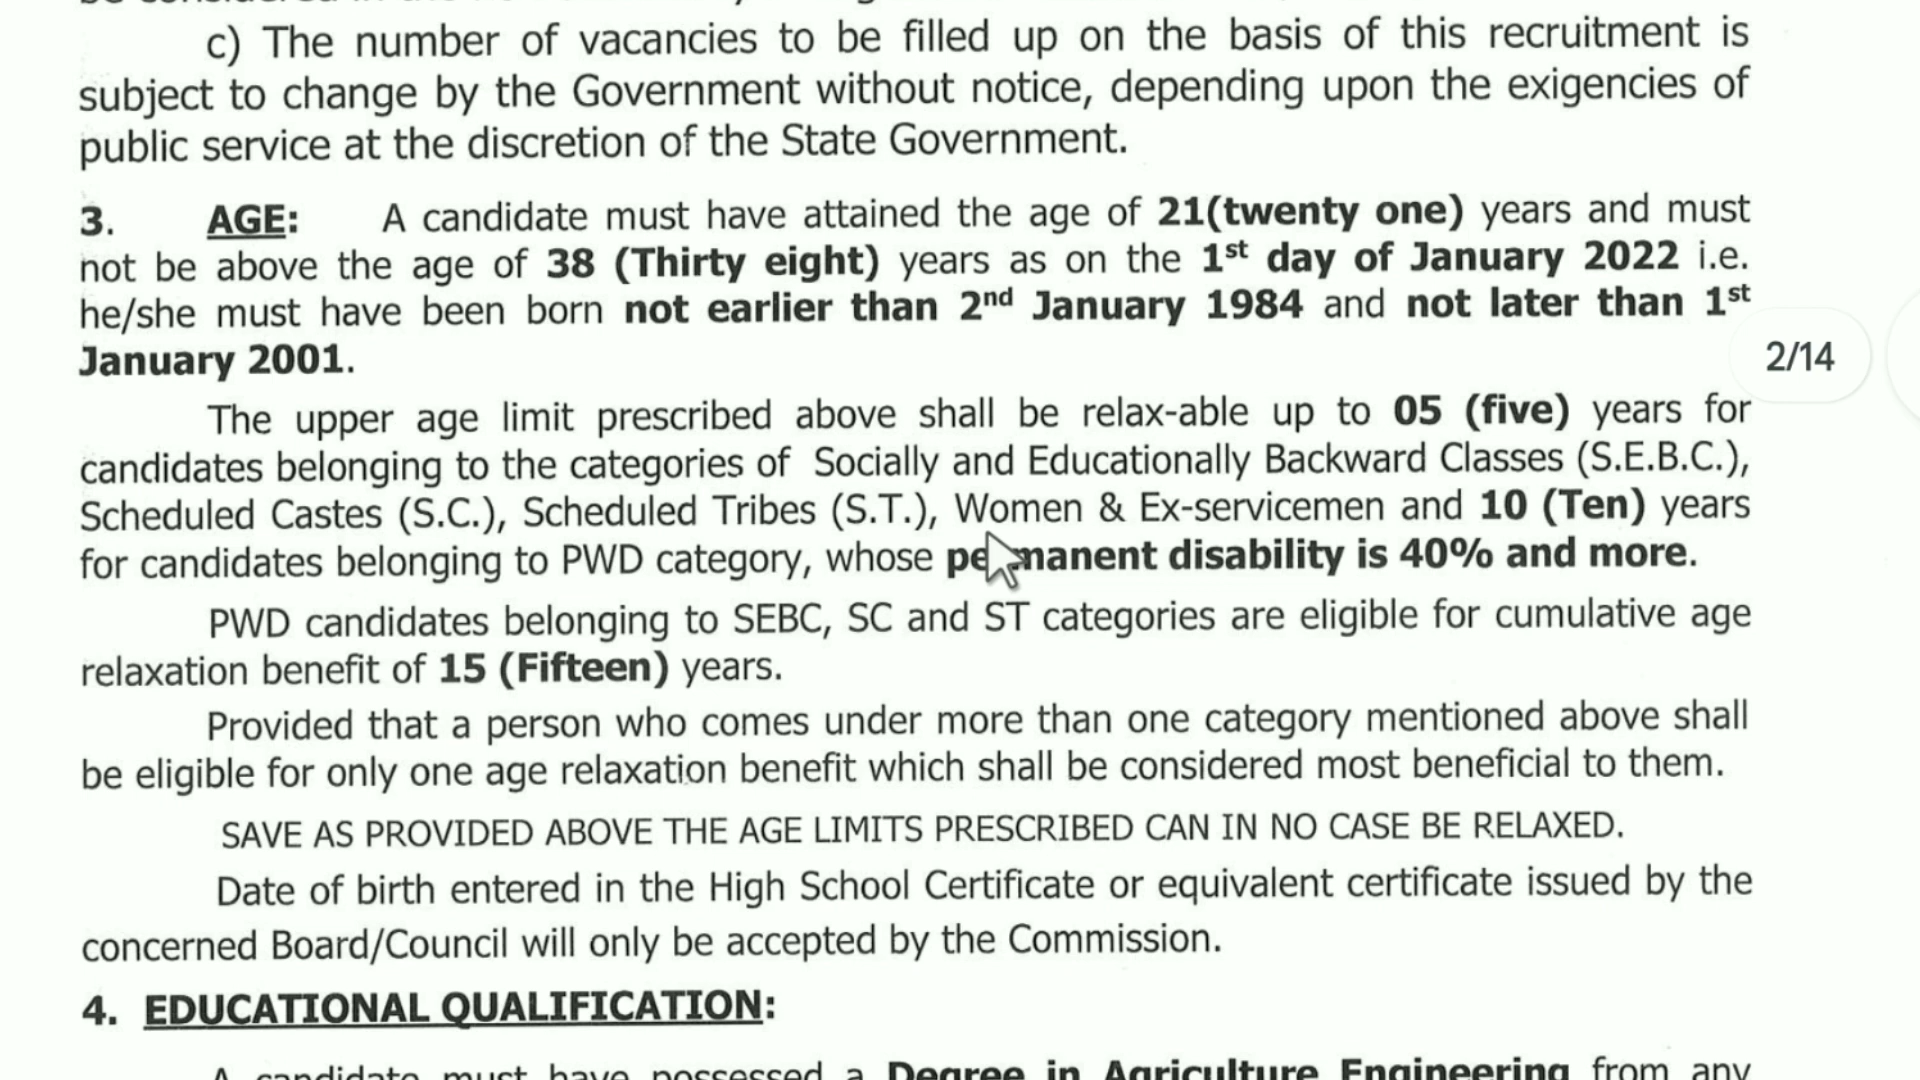 c) The number of vacancies to be filled up on the basis of this recruitment is
subject to change by the Government without notice, depending upon the exigencies of
public service at the discretion of the State Government.
3. AGE: A candidate must have attained the age of 21(twenty one) years and must
not be above the age of 38 (Thirty eight) years as on the 1st day of January 2022 i.e.
he/she must have been born not earlier than 2nd January 1984 and not later than 1st
January 2001.
2/14
The upper age limit prescribed above shall be relax-able up to 05 (five) years for
candidates belonging to the categories of Socially and Educationally Backward Classes (S.E.B.C.),
Scheduled Castes (S.C.), Scheduled Tribes (S.T.), Women & Ex-servicemen and 10 (Ten) years
for candidates belonging to PWD category, whose permanent disability is 40% and more.
PWD candidates belonging to SEBC, SC and ST categories are eligible for cumulative age
relaxation benefit of 15 (Fifteen) years.
Provided that a person who comes under more than one category mentioned above shall
be eligible for only one age relaxation benefit which shall be considered most beneficial to them.
SAVE AS PROVIDED ABOVE THE AGE LIMITS PRESCRIBED CAN IN NO CASE BE RELAXED.
Date of birth entered in the High School Certificate or equivalent certificate issued by the
concerned Board/Council will only be accepted by the Commission.
4. EDUCATIONAL QUALIFICATION:
A candidate must have possessed a Degree in Agriculture Engineering from any